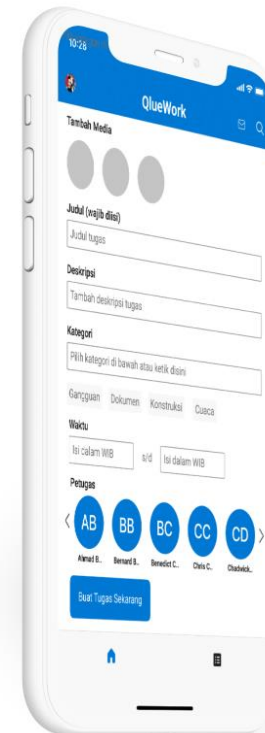 10:28
QlueWork
Tambah Media
Judul (wajib diisi)
Judul tugas
Deskripsi
Tambah deskripsi tugas
Kategori
Pilih kategori di bawah atau ketik disini
Gangguan Dokumen Konstruksi Cuaca
Waktu
Isi dalam WIB s/d Isi dalam WIB
Petugas
AB BB BC CC CD
Ahmad B.. Bernard B.. Benedict C.. Chris C.. Chadwick..
Buat Tugas Sekarang